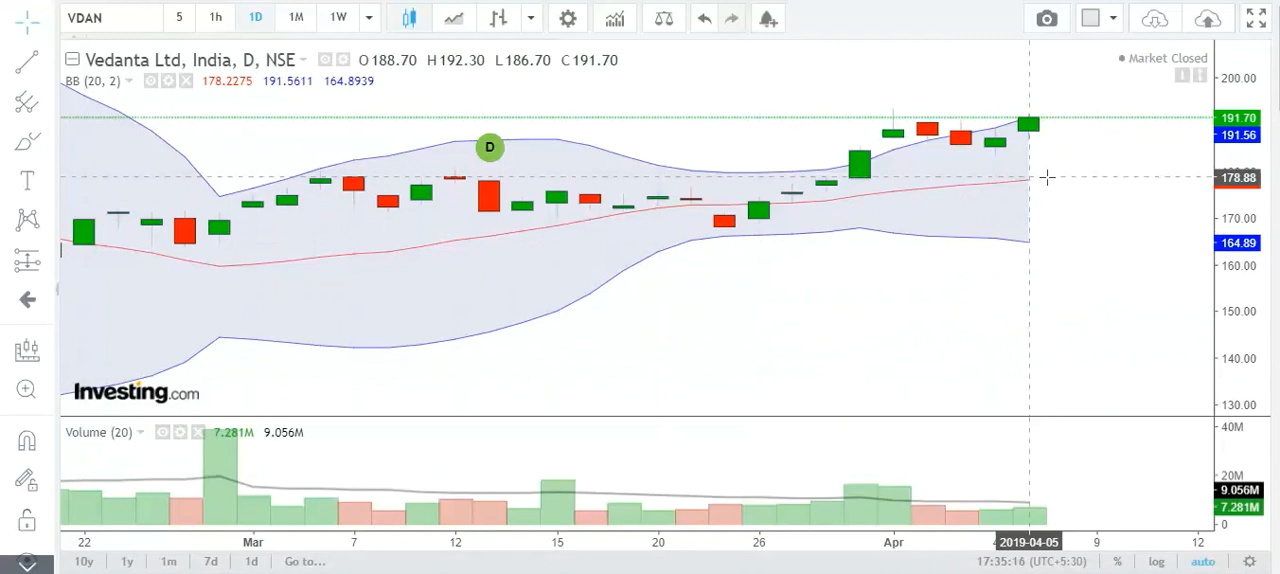 VDAN 5 1h 1D 1M 1W
Vedanta Ltd, India, D, NSE O188.70 H192.30 L186.70 C191.70
Market Closed
BB (20, 2) 178.2275 191.5611 164.8939
200.00
191.70
191.56
D
178.88
170.00
164.89
160.00
150.00
140.00
130.00
Investing.com
Volume (20) 7.281M 9.056M
40M
20M
9.056M
7.281M
0
22 Mar 7 12 15 20 26 Apr 2019-04-05 9 12
10y 1y 1m 7d 1d Go to... 17:35:16 (UTC+5:30) % log auto